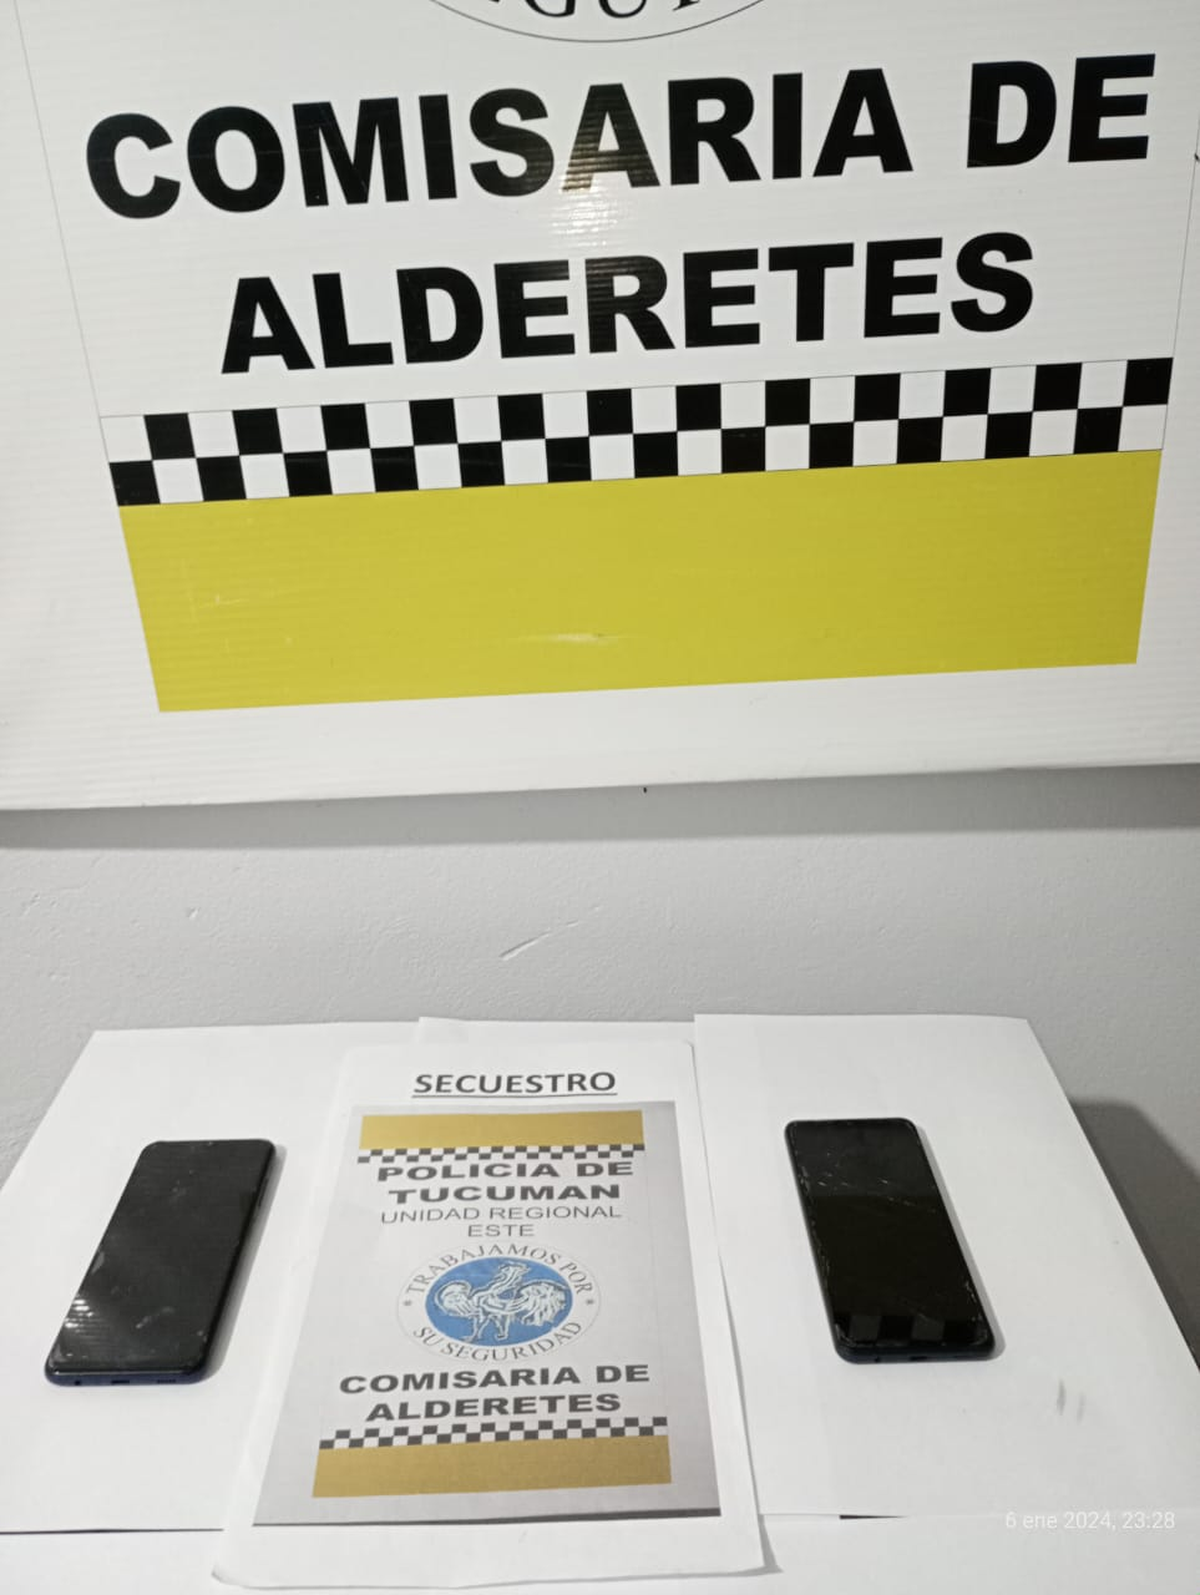 COMISARIA DE
ALDERETES
SECUESTRO
POLICIA DE
TUCUMAN
UNIDAD REGIONAL
ESTE
TRABAJAMOS POR
SU SEGURIDAD
COMISARIA DE
ALDERETES
6 ene 2024, 23:28